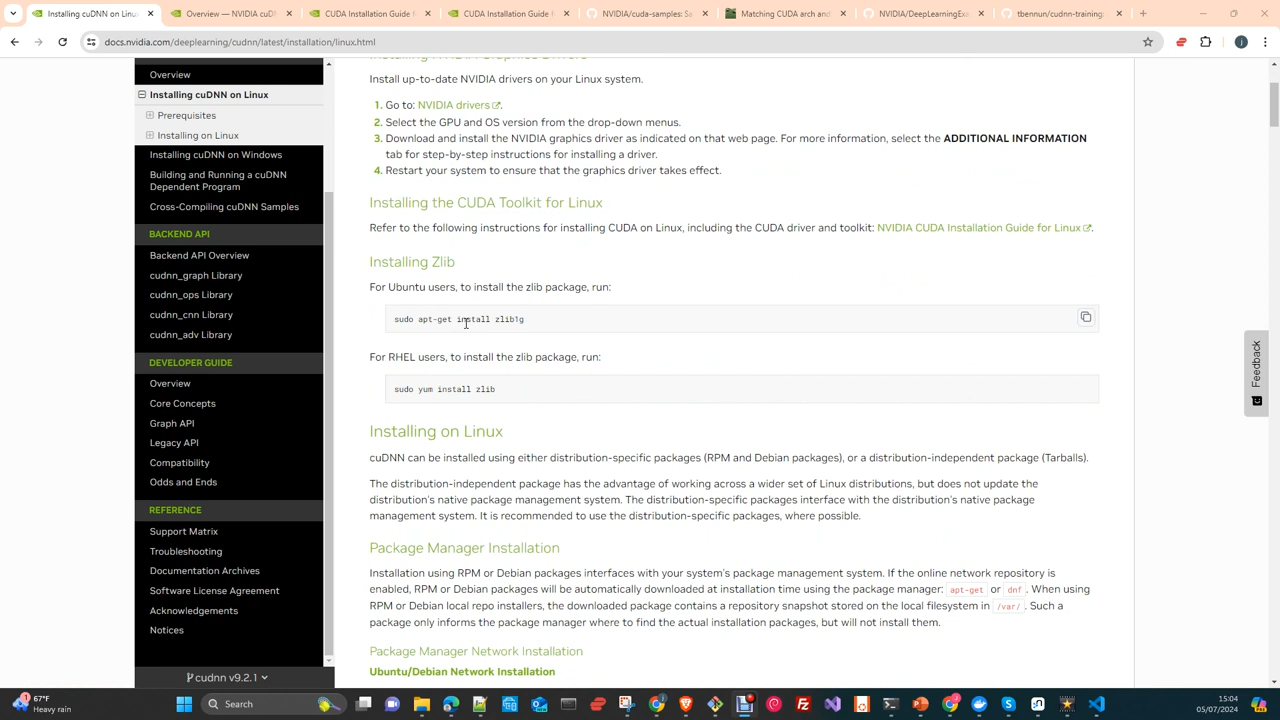 Installing cuDNN on Linux
NVIDIA cuDNN
CUDA Installation Guide f
CUDA Installation Guide f
NVIDIA/cuda-samples: Sa
Matching CUDA arch and
NVIDIA/DeepLearningExa
tbennun/cudnn-training:
docs.nvidia.com/deeplearning/cudnn/latest/installation/linux.html
Overview
Installing cuDNN on Linux
Prerequisites
Installing on Linux
Installing cuDNN on Windows
Building and Running a cuDNN
Dependent Program
Cross-Compiling cuDNN Samples
BACKEND API
Backend API Overview
cudnn_graph Library
cudnn_ops Library
cudnn_cnn Library
cudnn_adv Library
DEVELOPER GUIDE
Overview
Core Concepts
Graph API
Legacy API
Compatibility
Odds and Ends
REFERENCE
Support Matrix
Troubleshooting
Documentation Archives
Software License Agreement
Acknowledgements
Notices
cudnn v9.2.1
Installing NVIDIA Graphics Drivers
Install up-to-date NVIDIA drivers on your Linux system.
1. Go to: NVIDIA drivers.
2. Select the GPU and OS version from the drop-down menus.
3. Download and install the NVIDIA graphics driver as indicated on that web page. For more information, select the ADDITIONAL INFORMATION
tab for step-by-step instructions for installing a driver.
4. Restart your system to ensure that the graphics driver takes effect.
Installing the CUDA Toolkit for Linux
Refer to the following instructions for installing CUDA on Linux, including the CUDA driver and toolkit: NVIDIA CUDA Installation Guide for Linux.
Installing Zlib
For Ubuntu users, to install the zlib package, run:
sudo apt-get install zlib1g
For RHEL users, to install the zlib package, run:
sudo yum install zlib
Installing on Linux
cuDNN can be installed using either distribution-specific packages (RPM and Debian packages), or a distribution-independent package (Tarballs).
The distribution-independent package has the advantage of working across a wider set of Linux distributions, but does not update the
distribution's native package management system. The distribution-specific packages interface with the distribution's native package
management system. It is recommended to use the distribution-specific packages, where possible.
Package Manager Installation
Installation using RPM or Debian packages interfaces with your system's package management system. If the online network repository is
enabled, RPM or Debian packages will be automatically downloaded at installation time using the package manager: apt-get or dnf. When using
RPM or Debian local repo installers, the downloaded package contains a repository snapshot stored on the local filesystem in /var/. Such a
package only informs the package manager where to find the actual installation packages, but will not install them.
Package Manager Network Installation
Ubuntu/Debian Network Installation
Feedback
67°F
Heavy rain
Search
15:04
05/07/2024